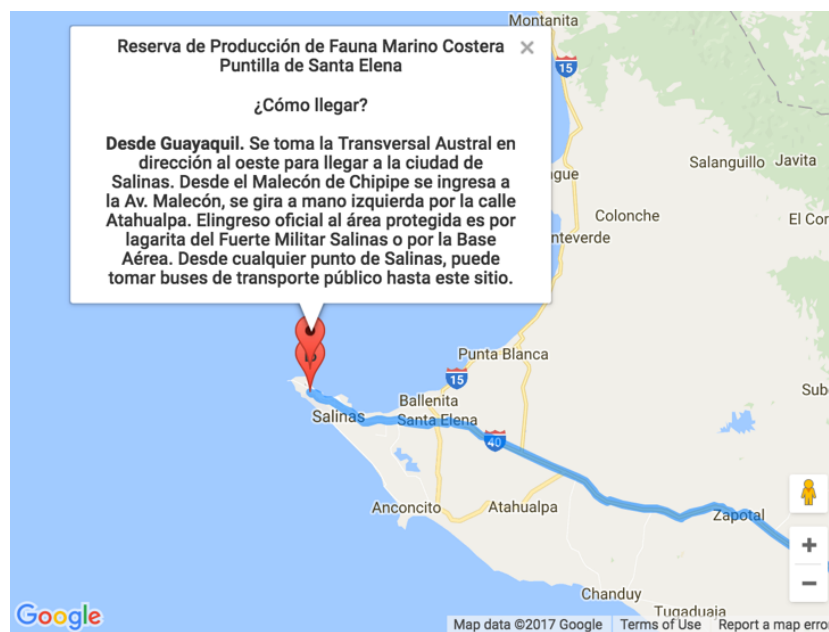 Montanita
Reserva de Producción de Fauna Marino Costera
Puntilla de Santa Elena
×
15
¿Cómo llegar?
Desde Guayaquil. Se toma la Transversal Austral en
dirección al oeste para llegar a la ciudad de
Salinas. Desde el Malecón de Chipipe se ingresa a
la Av. Malecón, se gira a mano izquierda por la calle
Atahualpa. Elingreso oficial al área protegida es por
lagarita del Fuerte Militar Salinas o por la Base
Aérea. Desde cualquier punto de Salinas, puede
tomar buses de transporte público hasta este sitio.
Salanguillo
Javita
gue
Colonche
El Cor
nteverde
Punta Blanca
15
Sub
Ballenita
Salinas
Santa Elena
40
Anconcito
Atahualpa
Zapotal
+
−
Chanduy
Tugaduaja
Google
Map data ©2017 Google
Terms of Use
Report a map erro